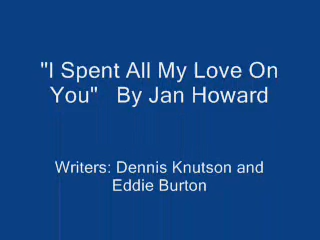 "I Spent All My Love On
You"   By Jan Howard
Writers: Dennis Knutson and
Eddie Burton